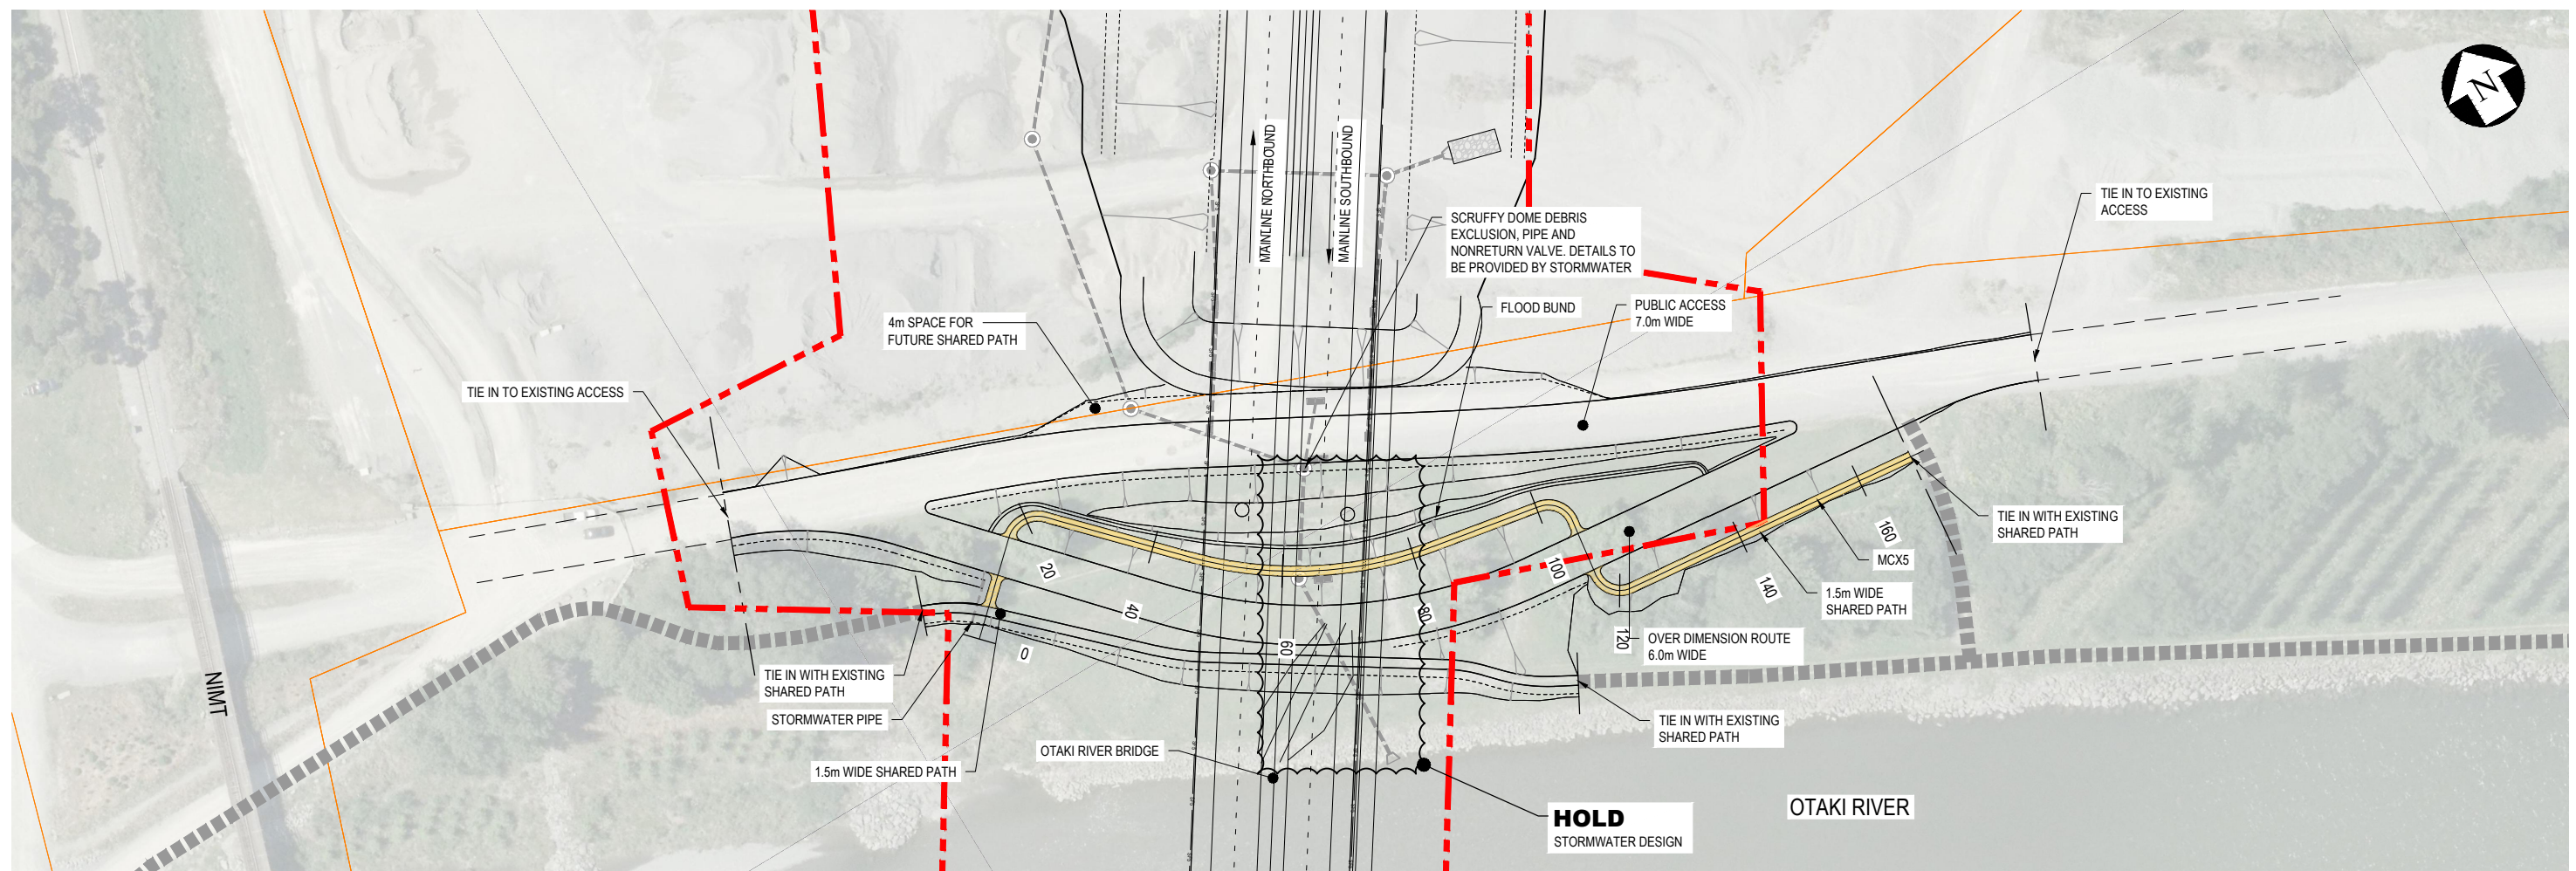 N
MAINLINE NORTHBOUND
MAINLINE SOUTHBOUND
TIE IN TO EXISTING
ACCESS
SCRUFFY DOME DEBRIS
EXCLUSION, PIPE AND
NONRETURN VALVE. DETAILS TO
BE PROVIDED BY STORMWATER
FLOOD BUND
PUBLIC ACCESS
7.0m WIDE
4m SPACE FOR
FUTURE SHARED PATH
TIE IN TO EXISTING ACCESS
TIE IN WITH EXISTING
SHARED PATH
MCX5
1.5m WIDE
SHARED PATH
OVER DIMENSION ROUTE
6.0m WIDE
0
20
40
60
80
100
120
140
160
NIMT
TIE IN WITH EXISTING
SHARED PATH
STORMWATER PIPE
TIE IN WITH EXISTING
SHARED PATH
OTAKI RIVER BRIDGE
1.5m WIDE SHARED PATH
HOLD
STORMWATER DESIGN
OTAKI RIVER